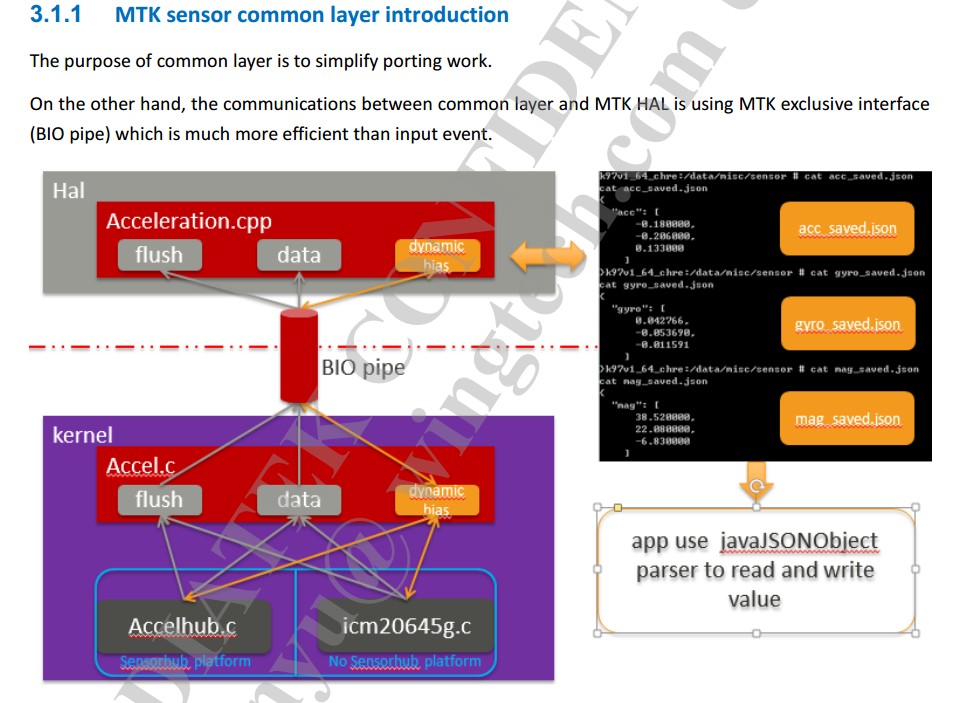 3.1.1 MTK sensor common layer introduction
The purpose of common layer is to simplify porting work.
On the other hand, the communications between common layer and MTK HAL is using MTK exclusive interface
(BIO pipe) which is much more efficient than input event.
Hal
Acceleration.cpp
flush
data
dynamic
bias
BIO pipe
kernel
Accel.c
flush
data
dynamic
bias
Accelhub.c
icm20645g.c
Sensorhub platform
No Sensorhub platform
k97v1_64_chre:/data/misc/sensor # cat acc_saved.json
cat acc_saved.json
{
"acc": [
-0.180000,
-0.206000,
0.133000
]
}k97v1_64_chre:/data/misc/sensor # cat gyro_saved.json
cat gyro_saved.json
{
"gyro": [
0.042766,
-0.053690,
-0.011591
]
}k97v1_64_chre:/data/misc/sensor # cat mag_saved.json
cat mag_saved.json
{
"mag": [
38.520000,
22.080000,
-6.830000
]
acc_saved.json
gyro_saved.json
mag_saved.json
app use javaJSONObject
parser to read and write
value